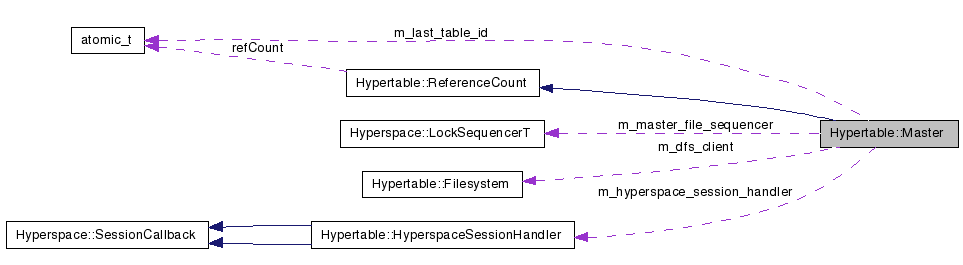 m_last_table_id
atomic_t
refCount
Hypertable::ReferenceCount
Hyperspace::LockSequencerT
m_master_file_sequencer
Hypertable::Master
m_dfs_client
Hypertable::Filesystem
m_hyperspace_session_handler
Hyperspace::SessionCallback
Hypertable::HyperspaceSessionHandler